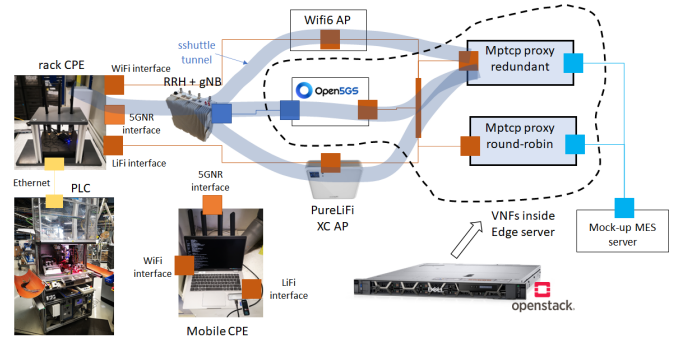 Wifi6 AP
sshuttle
tunnel
Mptcp proxy
redundant
rack CPE
WiFi interface
RRH + gNB
Open5GS
5GNR
interface
LiFi interface
Mptcp proxy
round-robin
Ethernet
PLC
5GNR
interface
PureLiFi
XC AP
VNFs inside
Edge server
Mock-up MES
server
WiFi
interface
LiFi
interface
DELL
openstack.
Mobile CPE